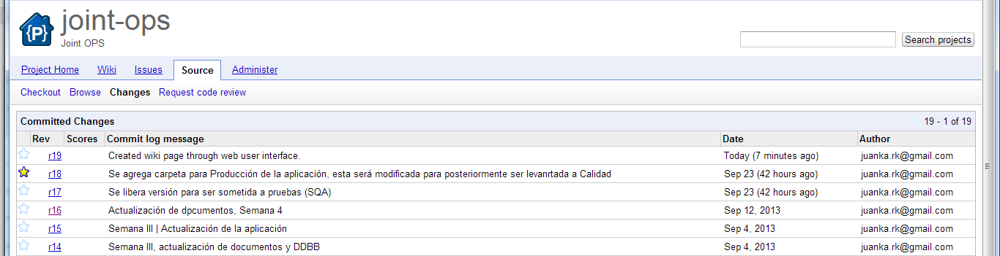 joint-ops
{P}
Joint OPS
Search projects
Project Home Wiki Issues Source Administer
Checkout Browse Changes Request code review
Committed Changes 19 - 1 of 19
Rev Scores Commit log message Date Author
r19 Created wiki page through web user interface. Today (7 minutes ago) juanka.rk@gmail.com
r18 Se agrega carpeta para Producción de la aplicación, esta será modificada para posteriormente ser levanrtada a Calidad Sep 23 (42 hours ago) juanka.rk@gmail.com
r17 Se libera versión para ser sometida a pruebas (SQA) Sep 23 (42 hours ago) juanka.rk@gmail.com
r16 Actualización de dpcumentos, Semana 4 Sep 12, 2013 juanka.rk@gmail.com
r15 Semana III | Actualización de la aplicación Sep 4, 2013 juanka.rk@gmail.com
r14 Semana III, actualización de documentos y DDBB Sep 4, 2013 juanka.rk@gmail.com